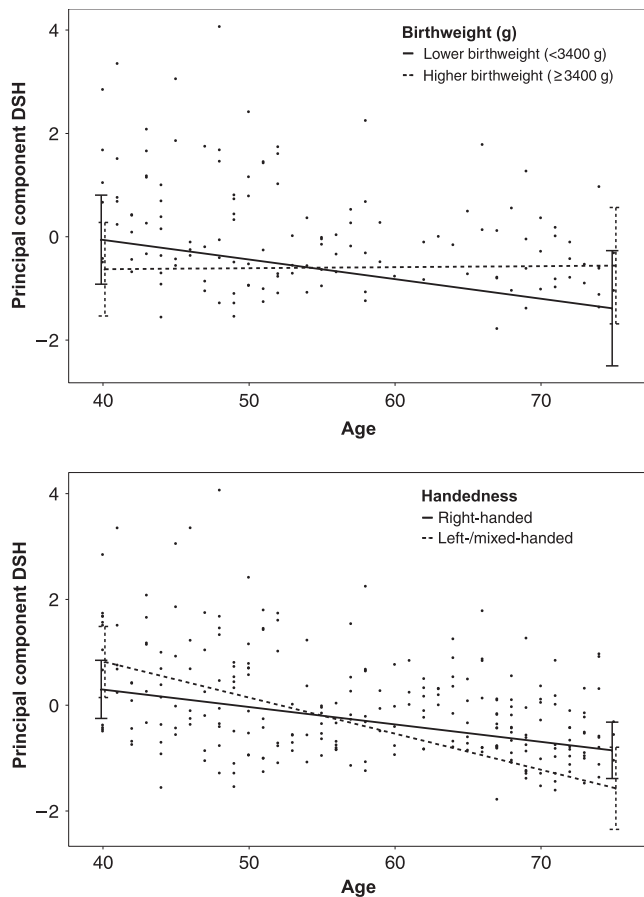 Birthweight (g)
Lower birthweight (<3400 g)
Higher birthweight (≥3400 g)
Principal component DSH
4
2
0
−2
40
50
60
70
Age
Handedness
Right-handed
Left-/mixed-handed
Principal component DSH
4
2
0
−2
40
50
60
70
Age